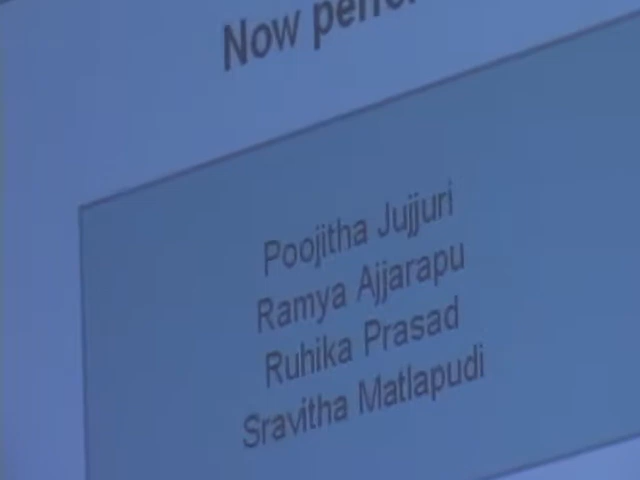 Now
Poojitha Jujjuri
Ramya Ajjarapu
Ruhika Prasad
Sravitha Matlapudi